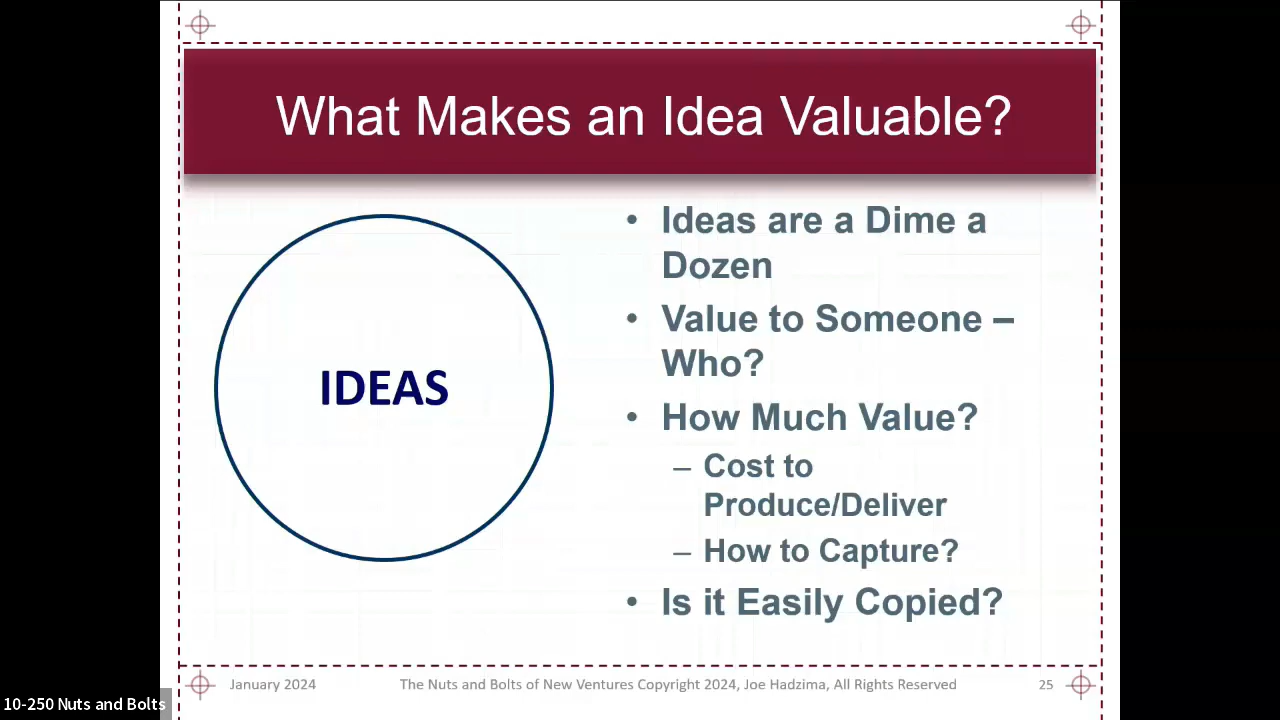 What Makes an Idea Valuable?
IDEAS
• Ideas are a Dime a
Dozen
• Value to Someone –
Who?
• How Much Value?
– Cost to
Produce/Deliver
– How to Capture?
• Is it Easily Copied?
January 2024
The Nuts and Bolts of New Ventures Copyright 2024, Joe Hadzima, All Rights Reserved
25
10-250 Nuts and Bolts